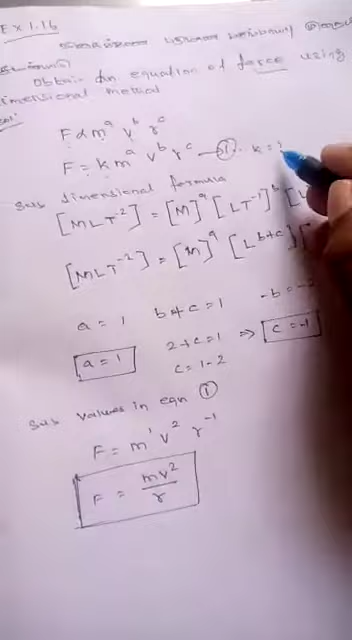 Ex 1.16
obtain an equation of force using
dimensional method
F ∝ m^a v^b r^c
F = k m^a v^b r^c —① k =
Sub dimensional formula
[MLT^-2] = [M]^a [LT^-1]^b [L
[MLT^-2] = [M]^a [L^b+c] [
a = 1 b+c = 1 -b = -2
a = 1 2+c = 1 ⇒ c = -1
c = 1-2
Sub values in eqn ①
F = m^1 v^2 r^-1
F = mv^2/r